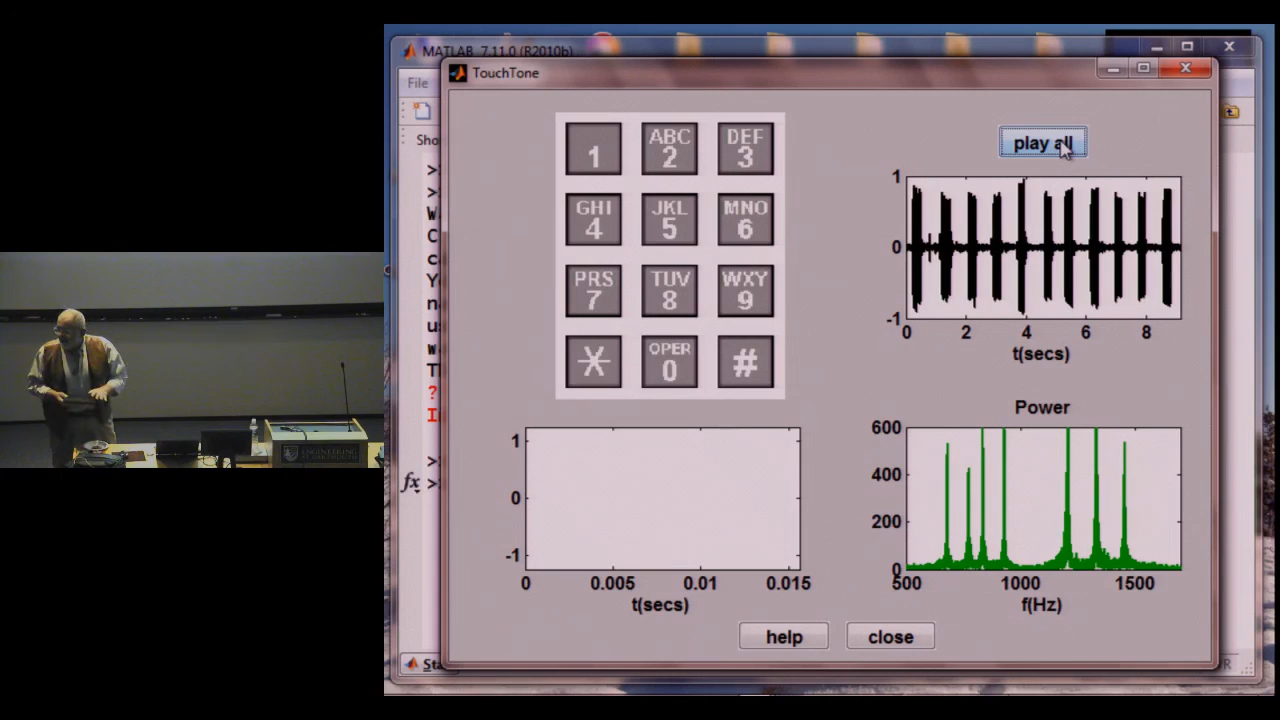 MATLAB 7.11.0 (R2010b)
TouchTone
File
Sho
1
ABC
2
DEF
3
GHI
4
JKL
5
MNO
6
PRS
7
TUV
8
WXY
9
OPER
0
#
play all
1
0
-1
0 2 4 6 8
t(secs)
1
0
-1
0 0.005 0.01 0.015
t(secs)
Power
600
400
200
0
500 1000 1500
f(Hz)
help
close
fx
Sta
ENGINEERING